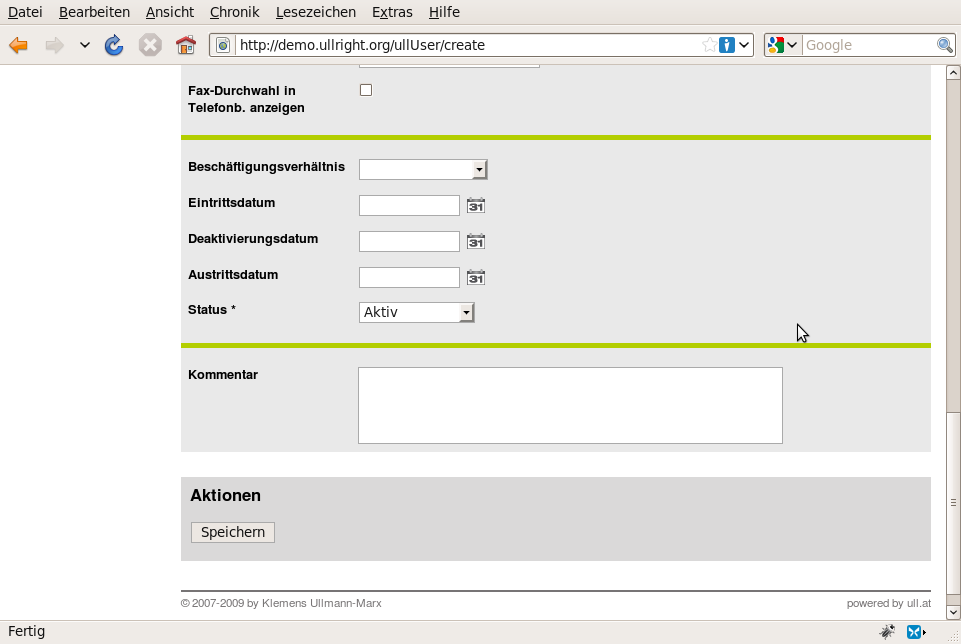 Datei Bearbeiten Ansicht Chronik Lesezeichen Extras Hilfe
http://demo.ullright.org/ullUser/create Google
Fax-Durchwahl in
Telefonb. anzeigen
Beschäftigungsverhältnis
Eintrittsdatum 31
Deaktivierungsdatum 31
Austrittsdatum 31
Status * Aktiv
Kommentar
Aktionen
Speichern
© 2007-2009 by Klemens Ullmann-Marx powered by ull.at
Fertig